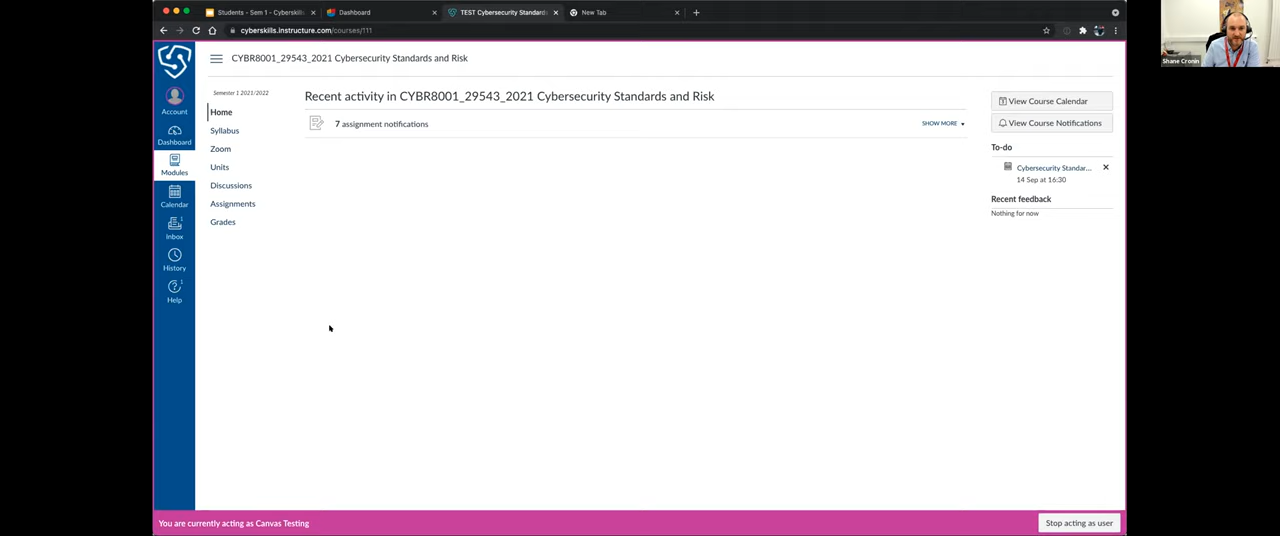 Students - Sem 1 - Cyberskills
Dashboard
TEST Cybersecurity Standards
New Tab
cyberskills.instructure.com/courses/111
CYBR8001_29543_2021 Cybersecurity Standards and Risk
Account
Dashboard
Modules
Calendar
1
Inbox
History
1
Help
Semester 1 2021/2022
Home
Syllabus
Zoom
Units
Discussions
Assignments
Grades
Recent activity in CYBR8001_29543_2021 Cybersecurity Standards and Risk
7 assignment notifications
SHOW MORE
View Course Calendar
View Course Notifications
To-do
Cybersecurity Standar...
14 Sep at 16:30
Recent feedback
Nothing for now
You are currently acting as Canvas Testing
Stop acting as user
Shane Cronin